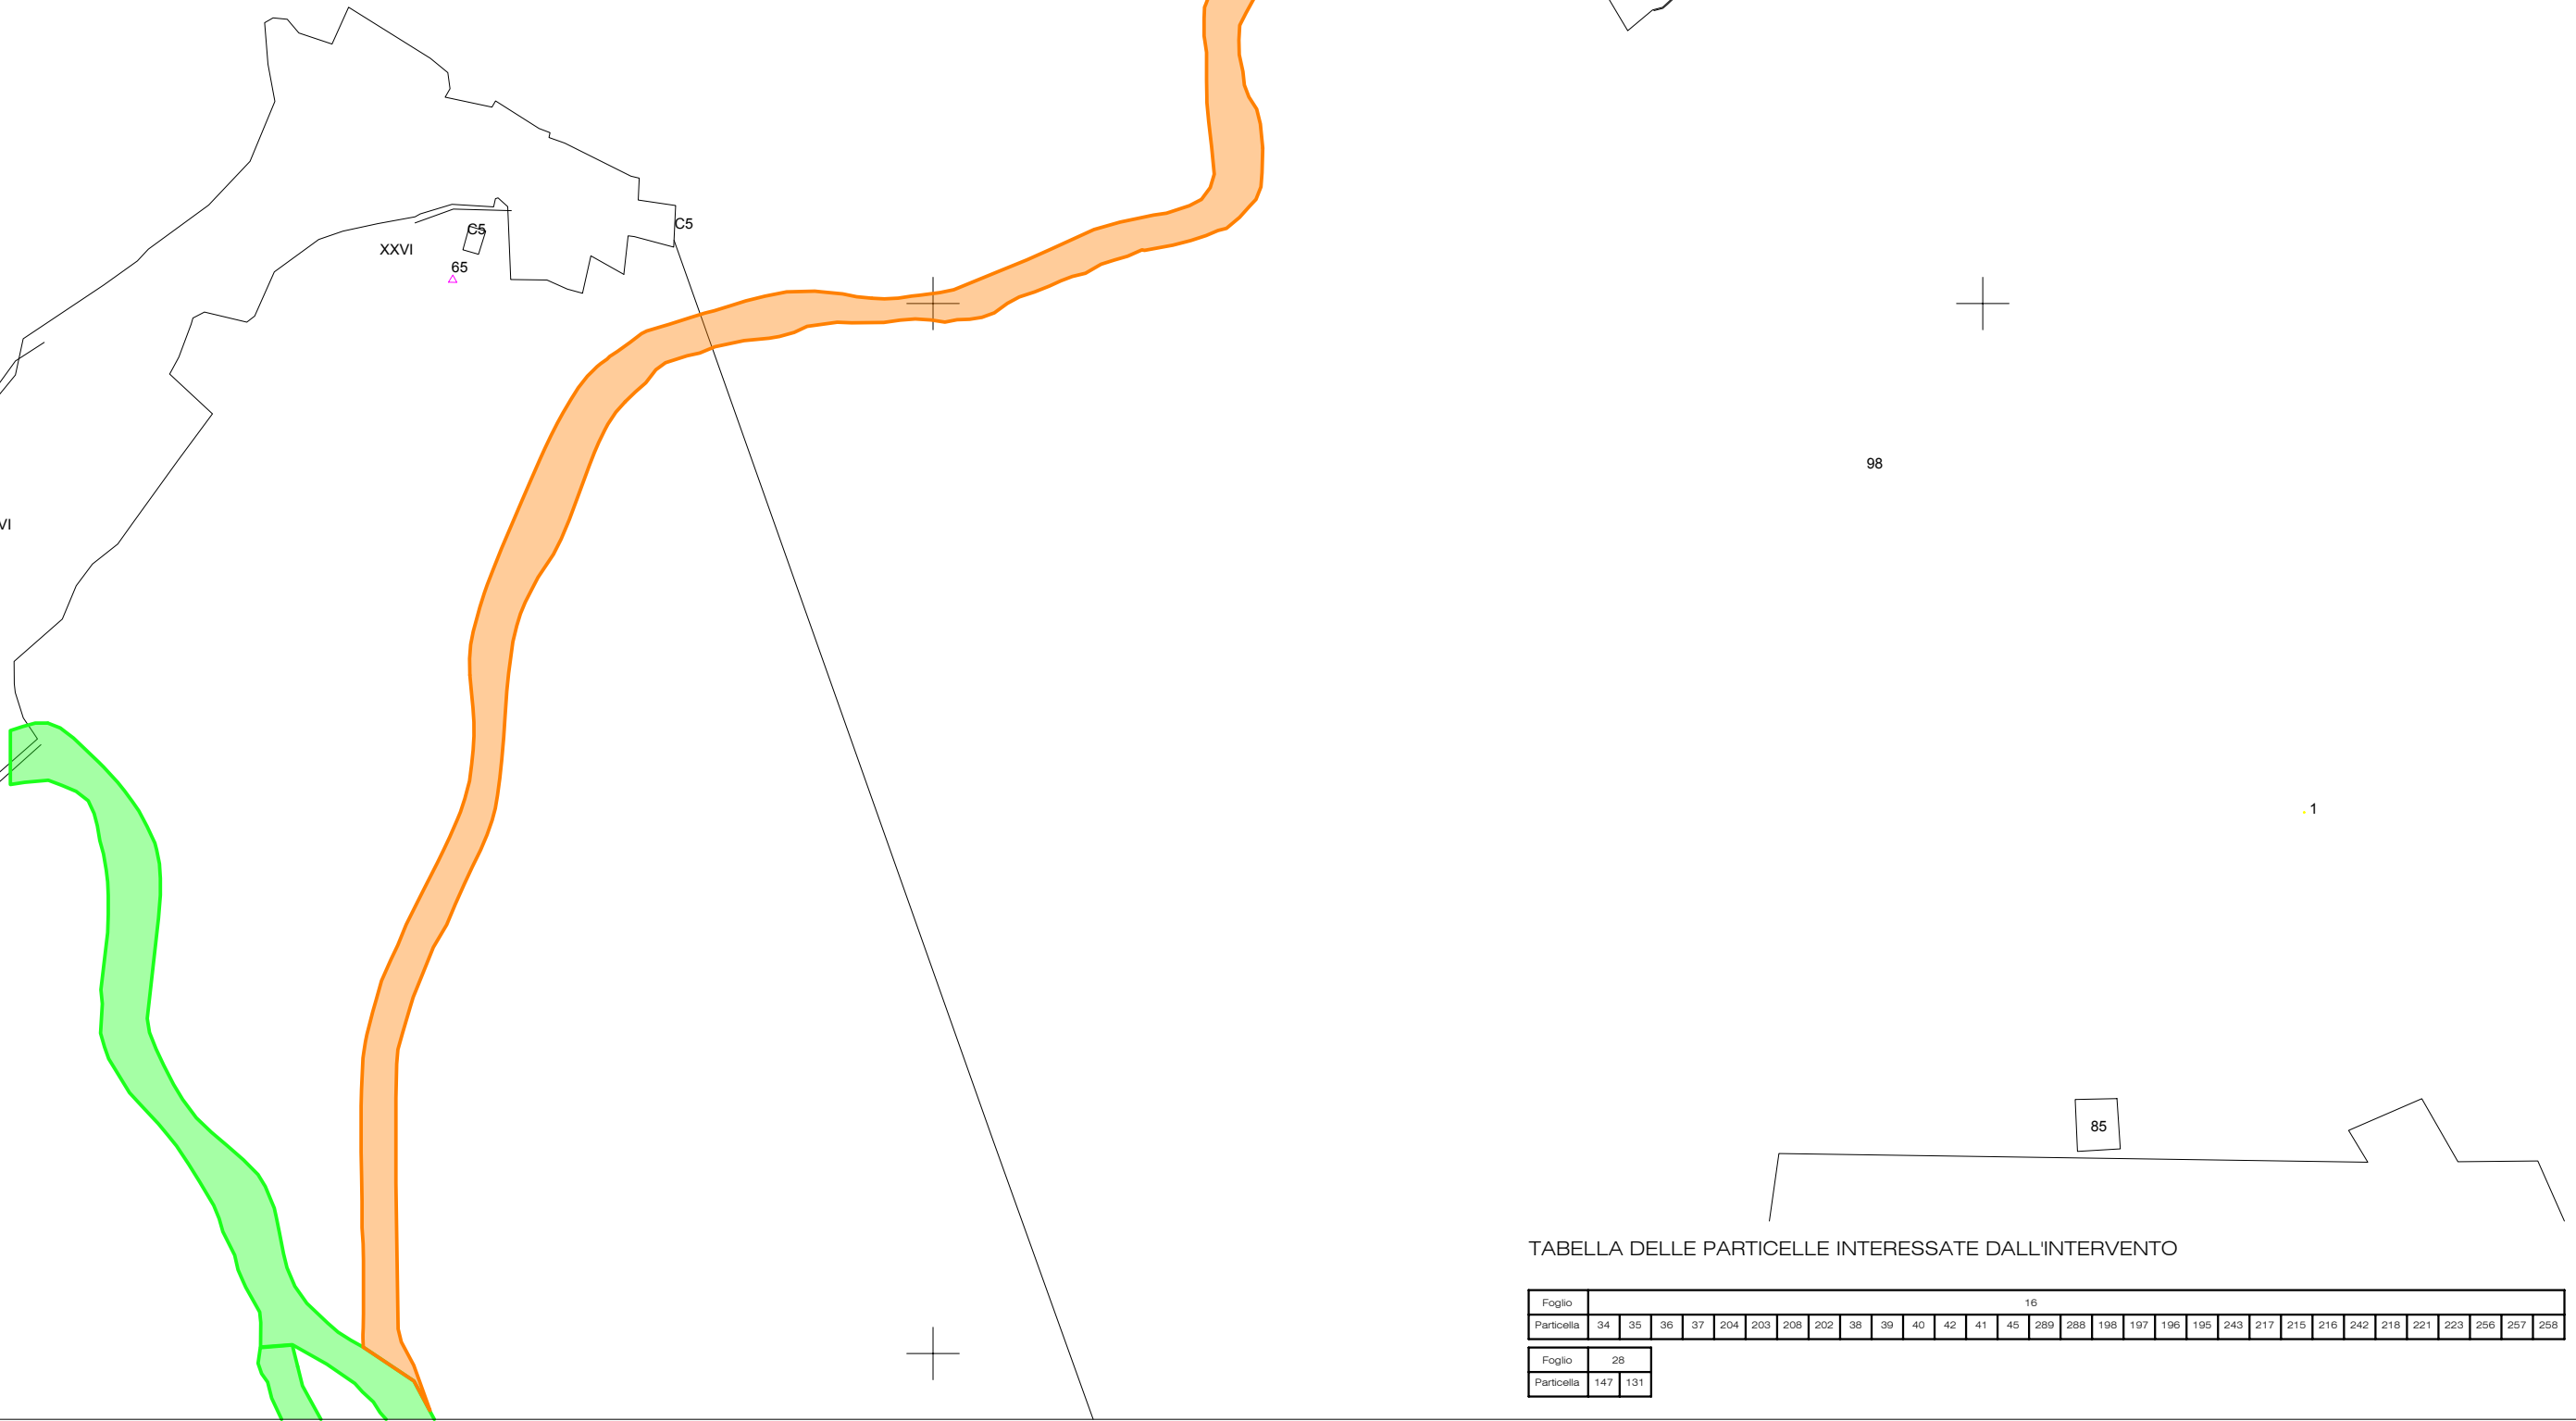 C5
C5
XXVI
65
98
VI
1
85
TABELLA DELLE PARTICELLE INTERESSATE DALL'INTERVENTO
Foglio 16
Particella 34 35 36 37 204 203 208 202 38 39 40 42 41 45 289 288 198 197 196 195 243 217 215 216 242 218 221 223 256 257 258
Foglio 28
Particella 147 131